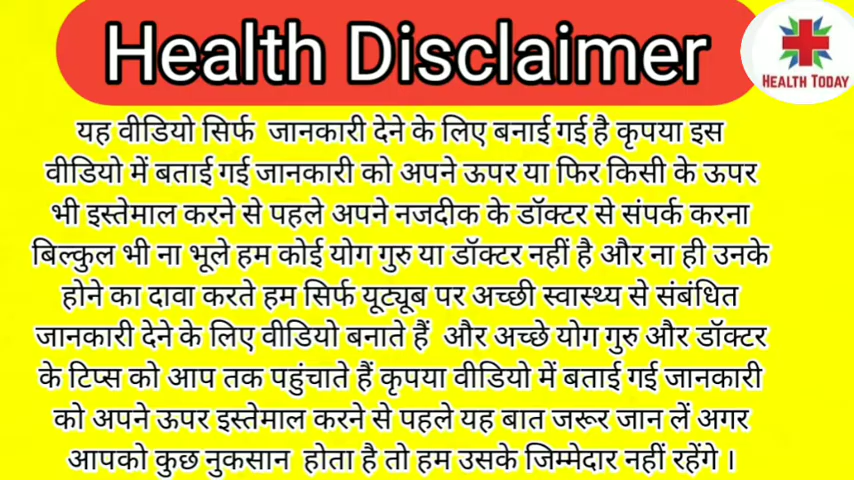 Health Disclaimer
HEALTH TODAY
यह वीडियो सिर्फ जानकारी देने के लिए बनाई गई है कृपया इस
वीडियो में बताई गई जानकारी को अपने ऊपर या फिर किसी के ऊपर
भी इस्तेमाल करने से पहले अपने नजदीक के डॉक्टर से संपर्क करना
बिल्कुल भी ना भूले हम कोई योग गुरु या डॉक्टर नहीं है और ना ही उनके
होने का दावा करते हम सिर्फ यूट्यूब पर अच्छी स्वास्थ्य से संबंधित
जानकारी देने के लिए वीडियो बनाते हैं और अच्छे योग गुरु और डॉक्टर
के टिप्स को आप तक पहुंचाते हैं कृपया वीडियो में बताई गई जानकारी
को अपने ऊपर इस्तेमाल करने से पहले यह बात जरूर जान लें अगर
आपको कुछ नुकसान होता है तो हम उसके जिम्मेदार नहीं रहेंगे ।